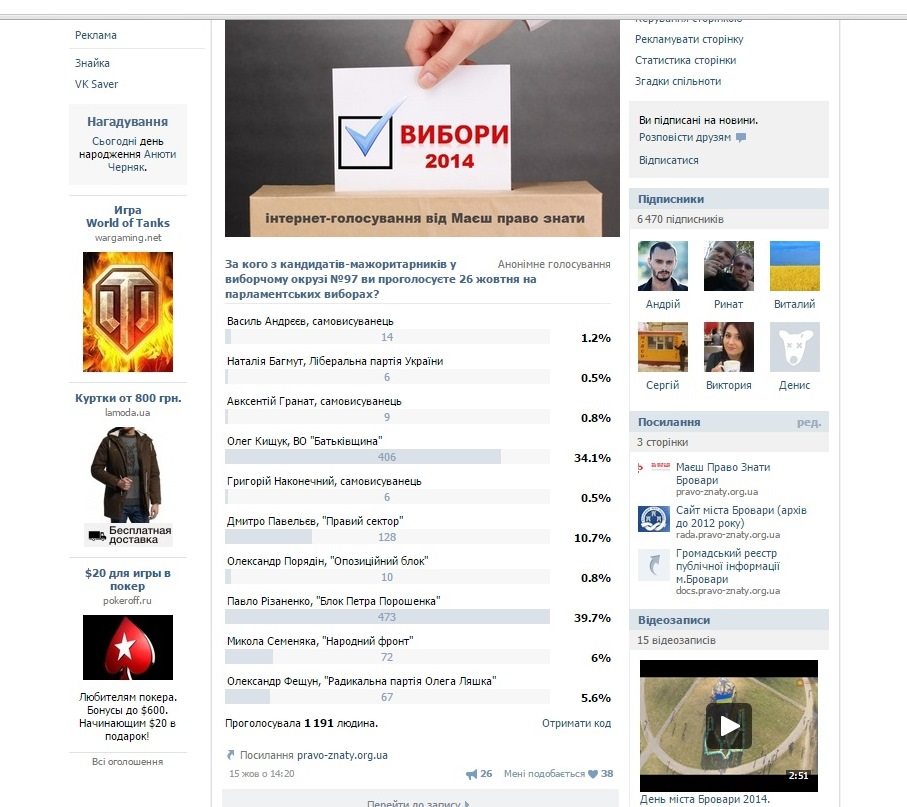 Реклама
Знайка
VK Saver
Нагадування
Сьогодні день
народження Анюти
Черняк.
Игра
World of Tanks
wargaming.net
Куртки от 800 грн.
lamoda.ua
Бесплатная
доставка
$20 для игры в
покер
pokeroff.ru
Любителям покера.
Бонусы до $600.
Начинающим $20 в
подарок!
Всі оголошення
ВИБОРИ
2014
інтернет-голосування від Маєш право знати
За кого з кандидатів-мажоритарників у
виборчому окрузі №97 ви проголосуєте 26 жовтня на
парламентських виборах?
Анонімне голосування
Василь Андрєєв, самовисуванець
14 1.2%
Наталія Багмут, Ліберальна партія України
6 0.5%
Авксентій Гранат, самовисуванець
9 0.8%
Олег Кищук, ВО "Батьківщина"
406 34.1%
Григорій Наконечний, самовисуванець
6 0.5%
Дмитро Павельєв, "Правий сектор"
128 10.7%
Олександр Порядін, "Опозиційний блок"
10 0.8%
Павло Різаненко, "Блок Петра Порошенка"
473 39.7%
Микола Семеняка, "Народний фронт"
72 6%
Олександр Фещун, "Радикальна партія Олега Ляшка"
67 5.6%
Проголосувала 1 191 людина. Отримати код
Посилання pravo-znaty.org.ua
15 жов о 14:20 26 Мені подобається 38
Перейти до запису
Керування сторінкою
Рекламувати сторінку
Статистика сторінки
Згадки спільноти
Ви підписані на новини.
Розповісти друзям
Відписатися
Підписники
6 470 підписників
Андрій Ринат Виталий
Сергій Виктория Денис
Посилання ред.
3 сторінки
Маєш Право Знати
Бровари
pravo-znaty.org.ua
Сайт міста Бровари (архів
до 2012 року)
rada.pravo-znaty.org.ua
Громадський реєстр
публічної інформації
м.Бровари
docs.pravo-znaty.org.ua
Відеозаписи
15 відеозаписів
2:51
День міста Бровари 2014.